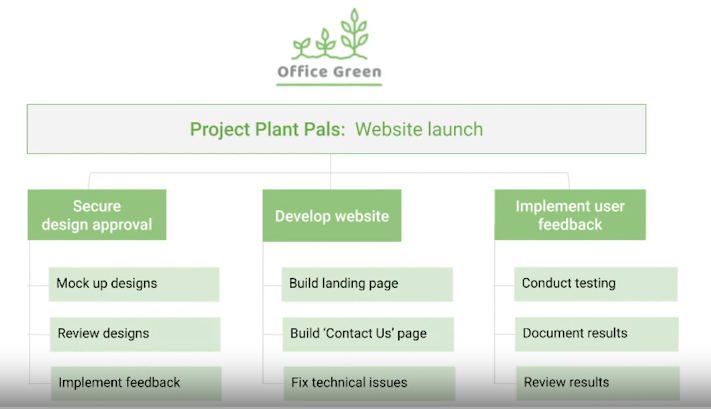 Office Green
Project Plant Pals: Website launch
Secure
design approval
Mock up designs
Review designs
Implement feedback
Develop website
Build landing page
Build ‘Contact Us’ page
Fix technical issues
Implement user
feedback
Conduct testing
Document results
Review results